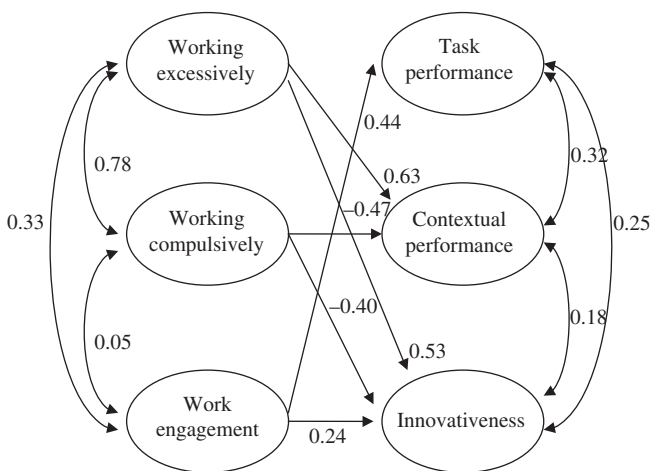 Working
excessively
Task
performance
0.44
0.78
0.32
0.63
0.33
–0.47
Working
compulsively
Contextual
performance
0.25
–0.40
0.18
0.05
0.53
Work
engagement
Innovativeness
0.24